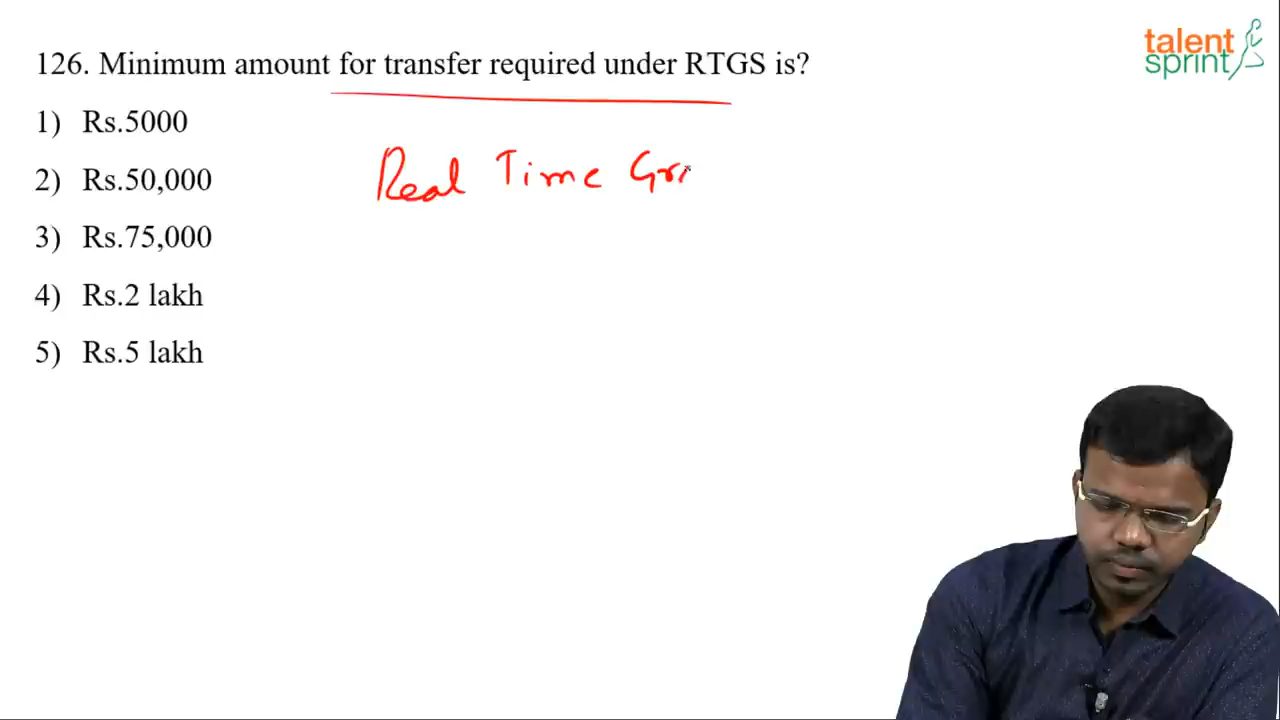 talent
sprint
126. Minimum amount for transfer required under RTGS is?
1) Rs.5000
Real Time Gr
2) Rs.50,000
3) Rs.75,000
4) Rs.2 lakh
5) Rs.5 lakh